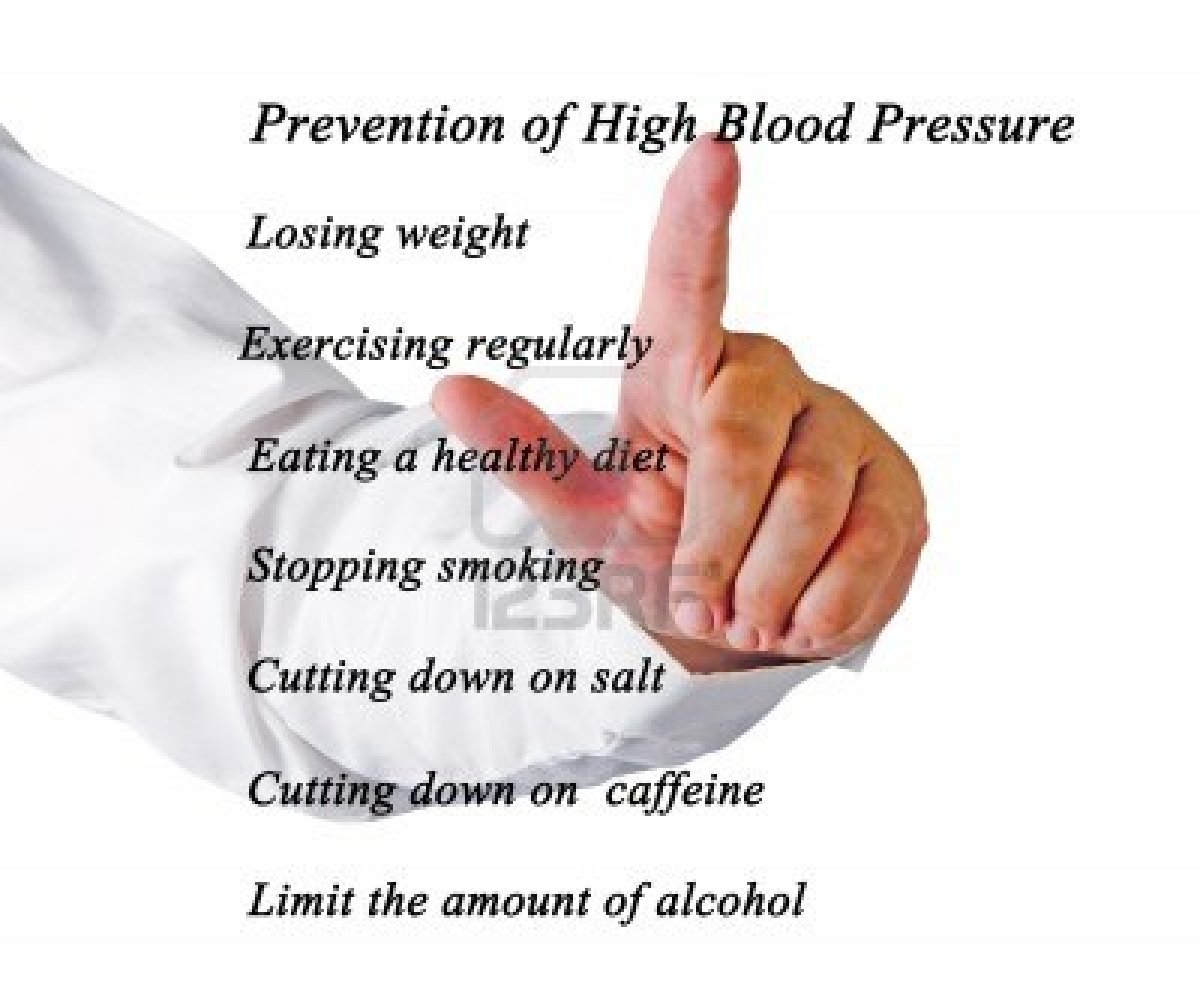 Prevention of High Blood Pressure
Losing weight
Exercising regularly
Eating a healthy diet
Stopping smoking
123RF
Cutting down on salt
Cutting down on caffeine
Limit the amount of alcohol